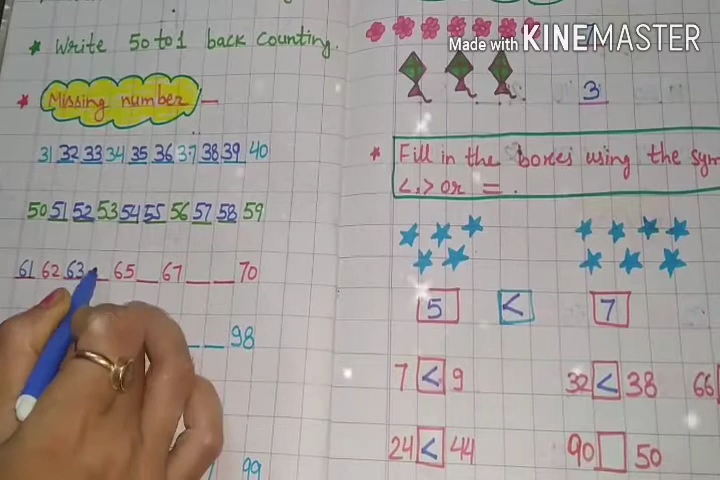 * Write 50 to 1 back counting.
* Missing number —
31 32 33 34 35 36 37 38 39 40
50 51 52 53 54 55 56 57 58 59
61 62 63 _ 65 _ 67 _ _ 70
_ _ 98
99
Made with KINEMASTER
3
* Fill in the boxes using the sym
<, > or = .
5 < 7
7 < 9 32 < 38 66
24 < 44 90 50